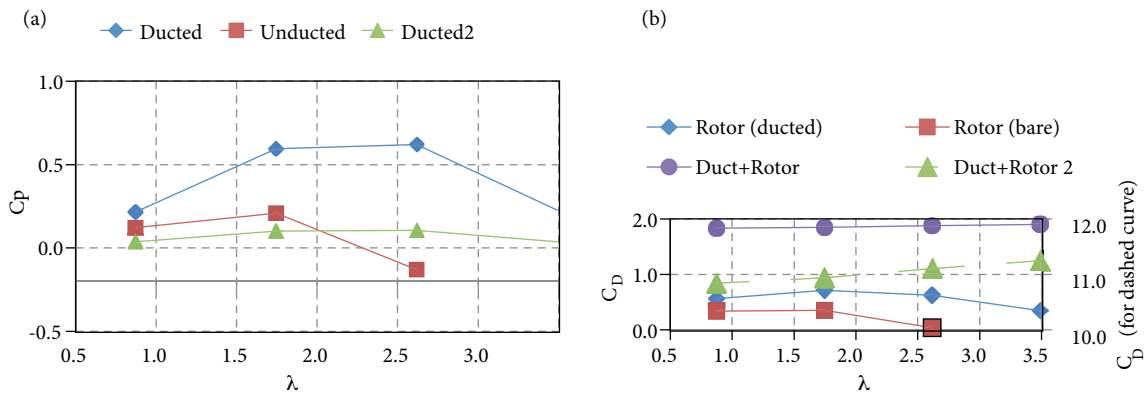 (a)
Ducted Unducted Ducted2
1.0
0.5
0.0
-0.5
Cp
0.5 1.0 1.5 2.0 2.5 3.0
λ
(b)
Rotor (ducted) Rotor (bare)
Duct+Rotor Duct+Rotor 2
2.0
1.0
0.0
C_D
12.0
11.0
10.0
C_D (for dashed curve)
0.5 1.0 1.5 2.0 2.5 3.0 3.5
λ